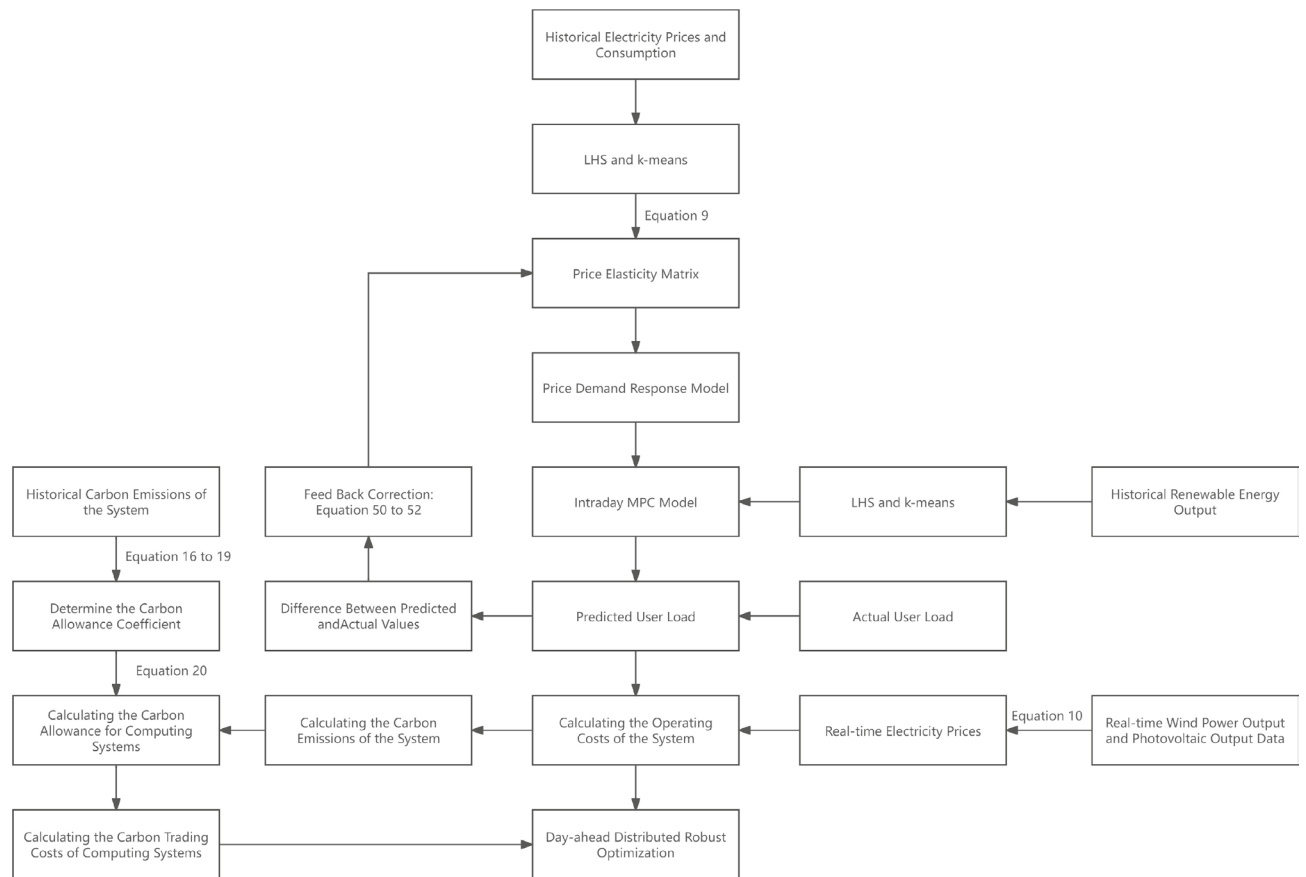 Historical Electricity Prices and
Consumption
LHS and k-means
Equation 9
Price Elasticity Matrix
Price Demand Response Model
Historical Carbon Emissions of
the System
Feed Back Correction:
Equation 50 to 52
Intraday MPC Model
LHS and k-means
Historical Renewable Energy
Output
Equation 16 to 19
Determine the Carbon
Allowance Coefficient
Difference Between Predicted
andActual Values
Predicted User Load
Actual User Load
Equation 20
Calculating the Carbon
Allowance for Computing
Systems
Calculating the Carbon
Emissions of the System
Calculating the Operating
Costs of the System
Real-time Electricity Prices
Equation 10
Real-time Wind Power Output
and Photovoltaic Output Data
Calculating the Carbon Trading
Costs of Computing Systems
Day-ahead Distributed Robust
Optimization